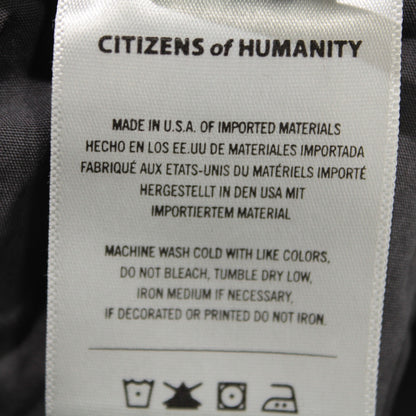 CITIZENS of HUMANITY
MADE IN U.S.A. OF IMPORTED MATERIALS
HECHO EN LOS EE.UU DE MATERIALES IMPORTADA
FABRIQUÉ AUX ETATS-UNIS DU MATÉRIELS IMPORTÉ
HERGESTELLT IN DEN USA MIT
IMPORTIERTEM MATERIAL
MACHINE WASH COLD WITH LIKE COLORS,
DO NOT BLEACH, TUMBLE DRY LOW,
IRON MEDIUM IF NECESSARY,
IF DECORATED OR PRINTED DO NOT IRON.